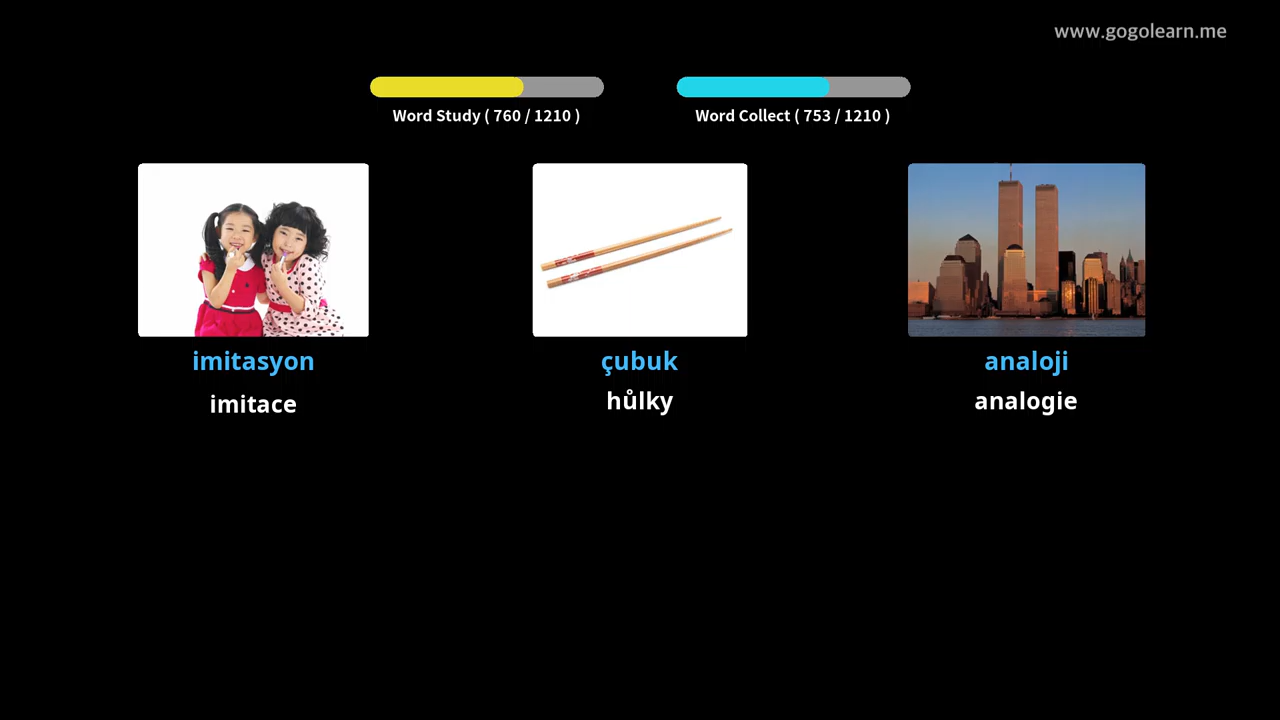 www.gogolearn.me
Word Study ( 760 / 1210 )
Word Collect ( 753 / 1210 )
imitasyon
çubuk
analoji
imitace
hůlky
analogie